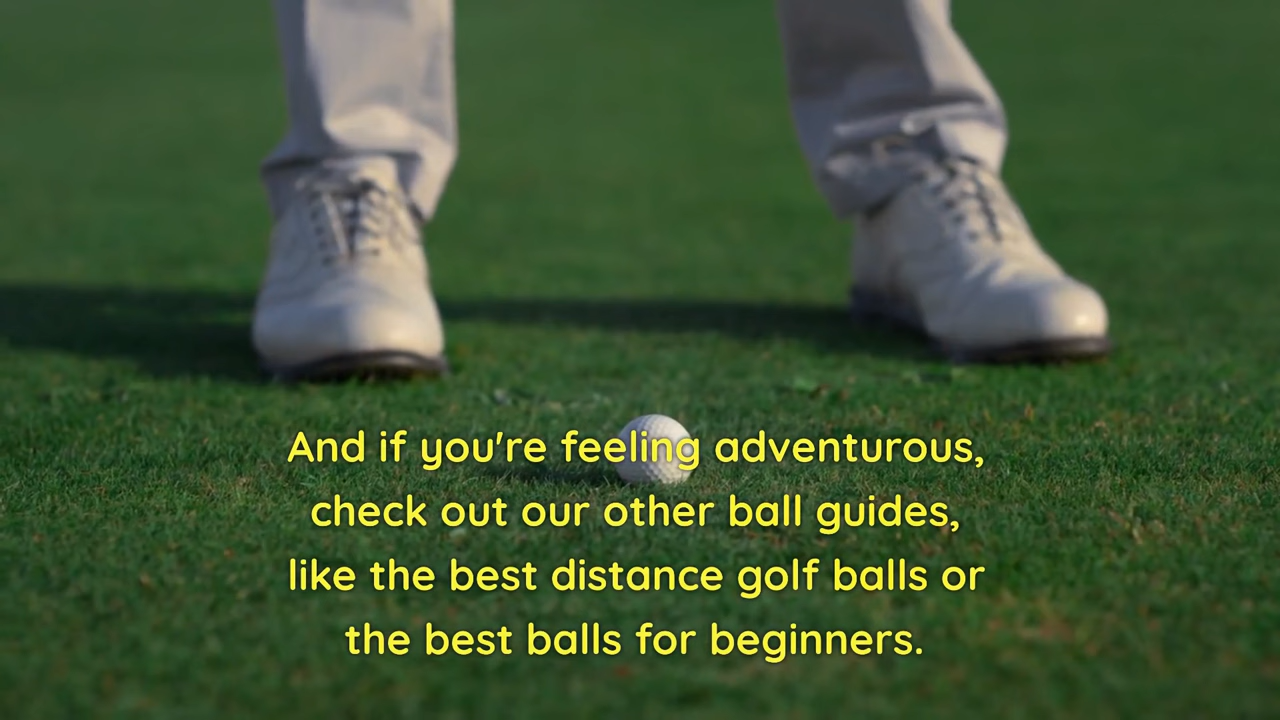 And if you're feeling adventurous,
check out our other ball guides,
like the best distance golf balls or
the best balls for beginners.